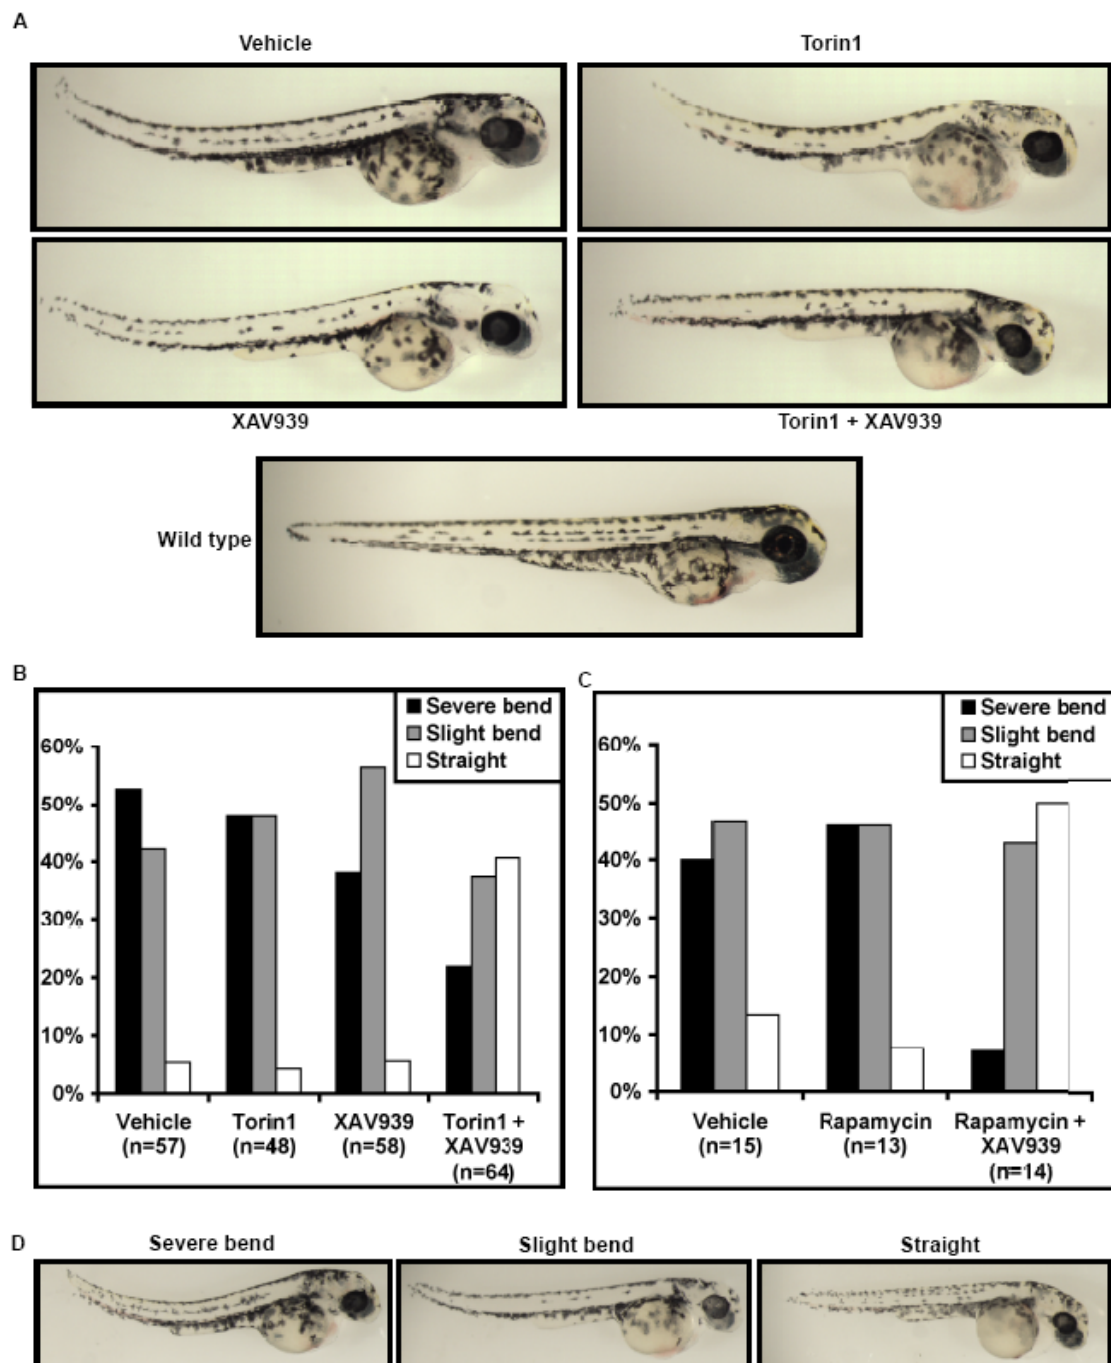 A
Vehicle
Torin1
XAV939
Torin1 + XAV939
Wild type
B
Severe bend
Slight bend
Straight
60%
50%
40%
30%
20%
10%
0%
Vehicle
(n=57)
Torin1
(n=48)
XAV939
(n=58)
Torin1 +
XAV939
(n=64)
C
Severe bend
Slight bend
Straight
60%
50%
40%
30%
20%
10%
0%
Vehicle
(n=15)
Rapamycin
(n=13)
Rapamycin +
XAV939
(n=14)
D
Severe bend
Slight bend
Straight